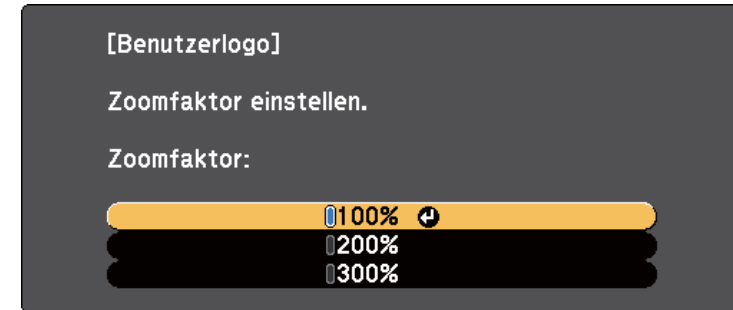 [Benutzerlogo]
Zoomfaktor einstellen.
Zoomfaktor:
100%
200%
300%